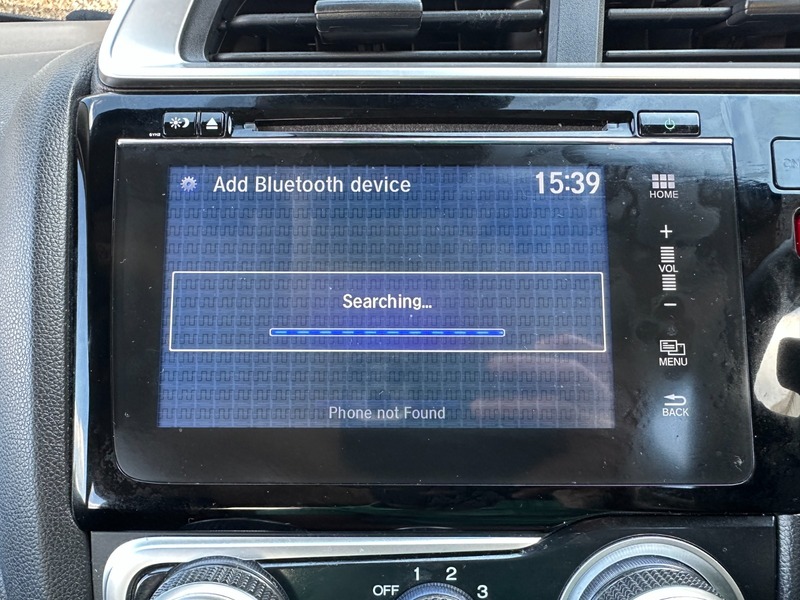 Add Bluetooth device
15:39
HOME
+
VOL
−
Searching...
MENU
Phone not Found
BACK
OFF 1 2 3